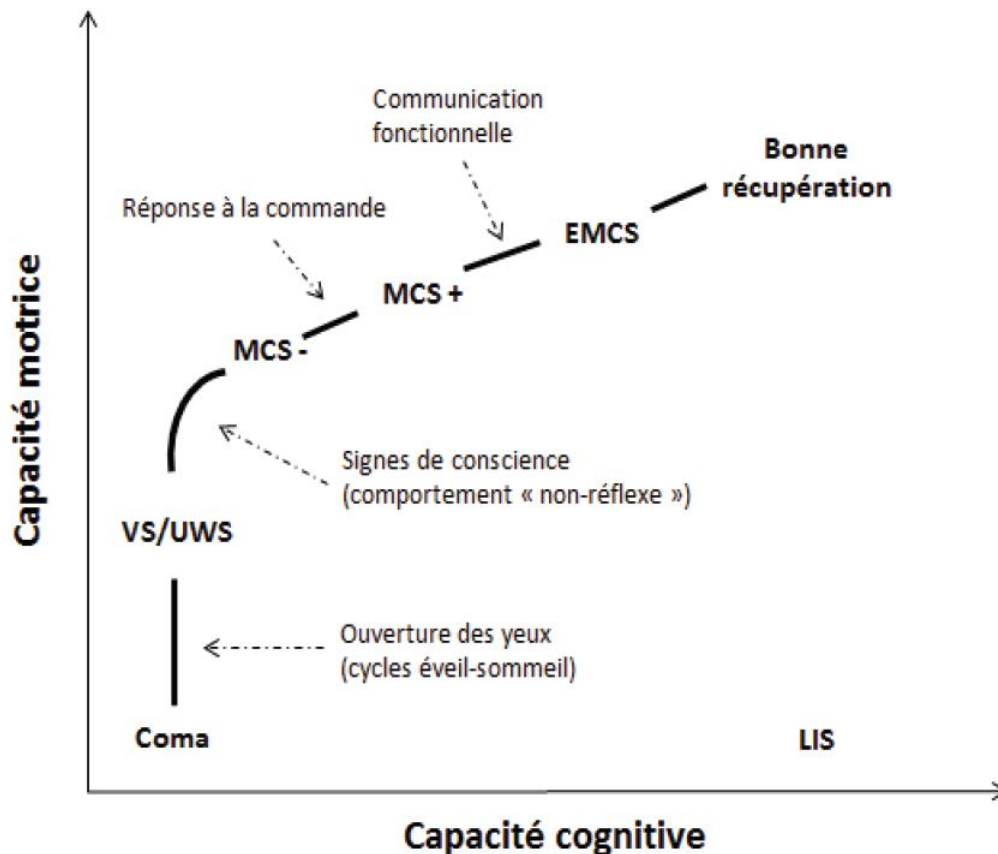 Communication
fonctionnelle
Bonne
récupération
Réponse à la commande
EMCS
MCS +
MCS -
Capacité motrice
Signes de conscience
(comportement « non-réflexe »)
VS/UWS
Ouverture des yeux
(cycles éveil-sommeil)
Coma
LIS
Capacité cognitive